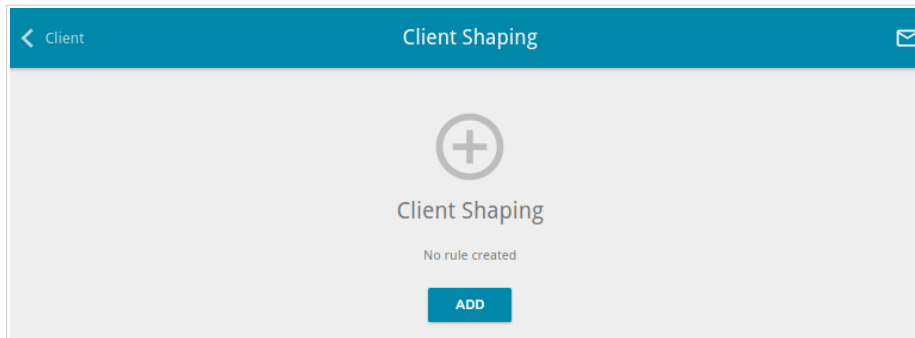 Client
Client Shaping
Client Shaping
No rule created
ADD